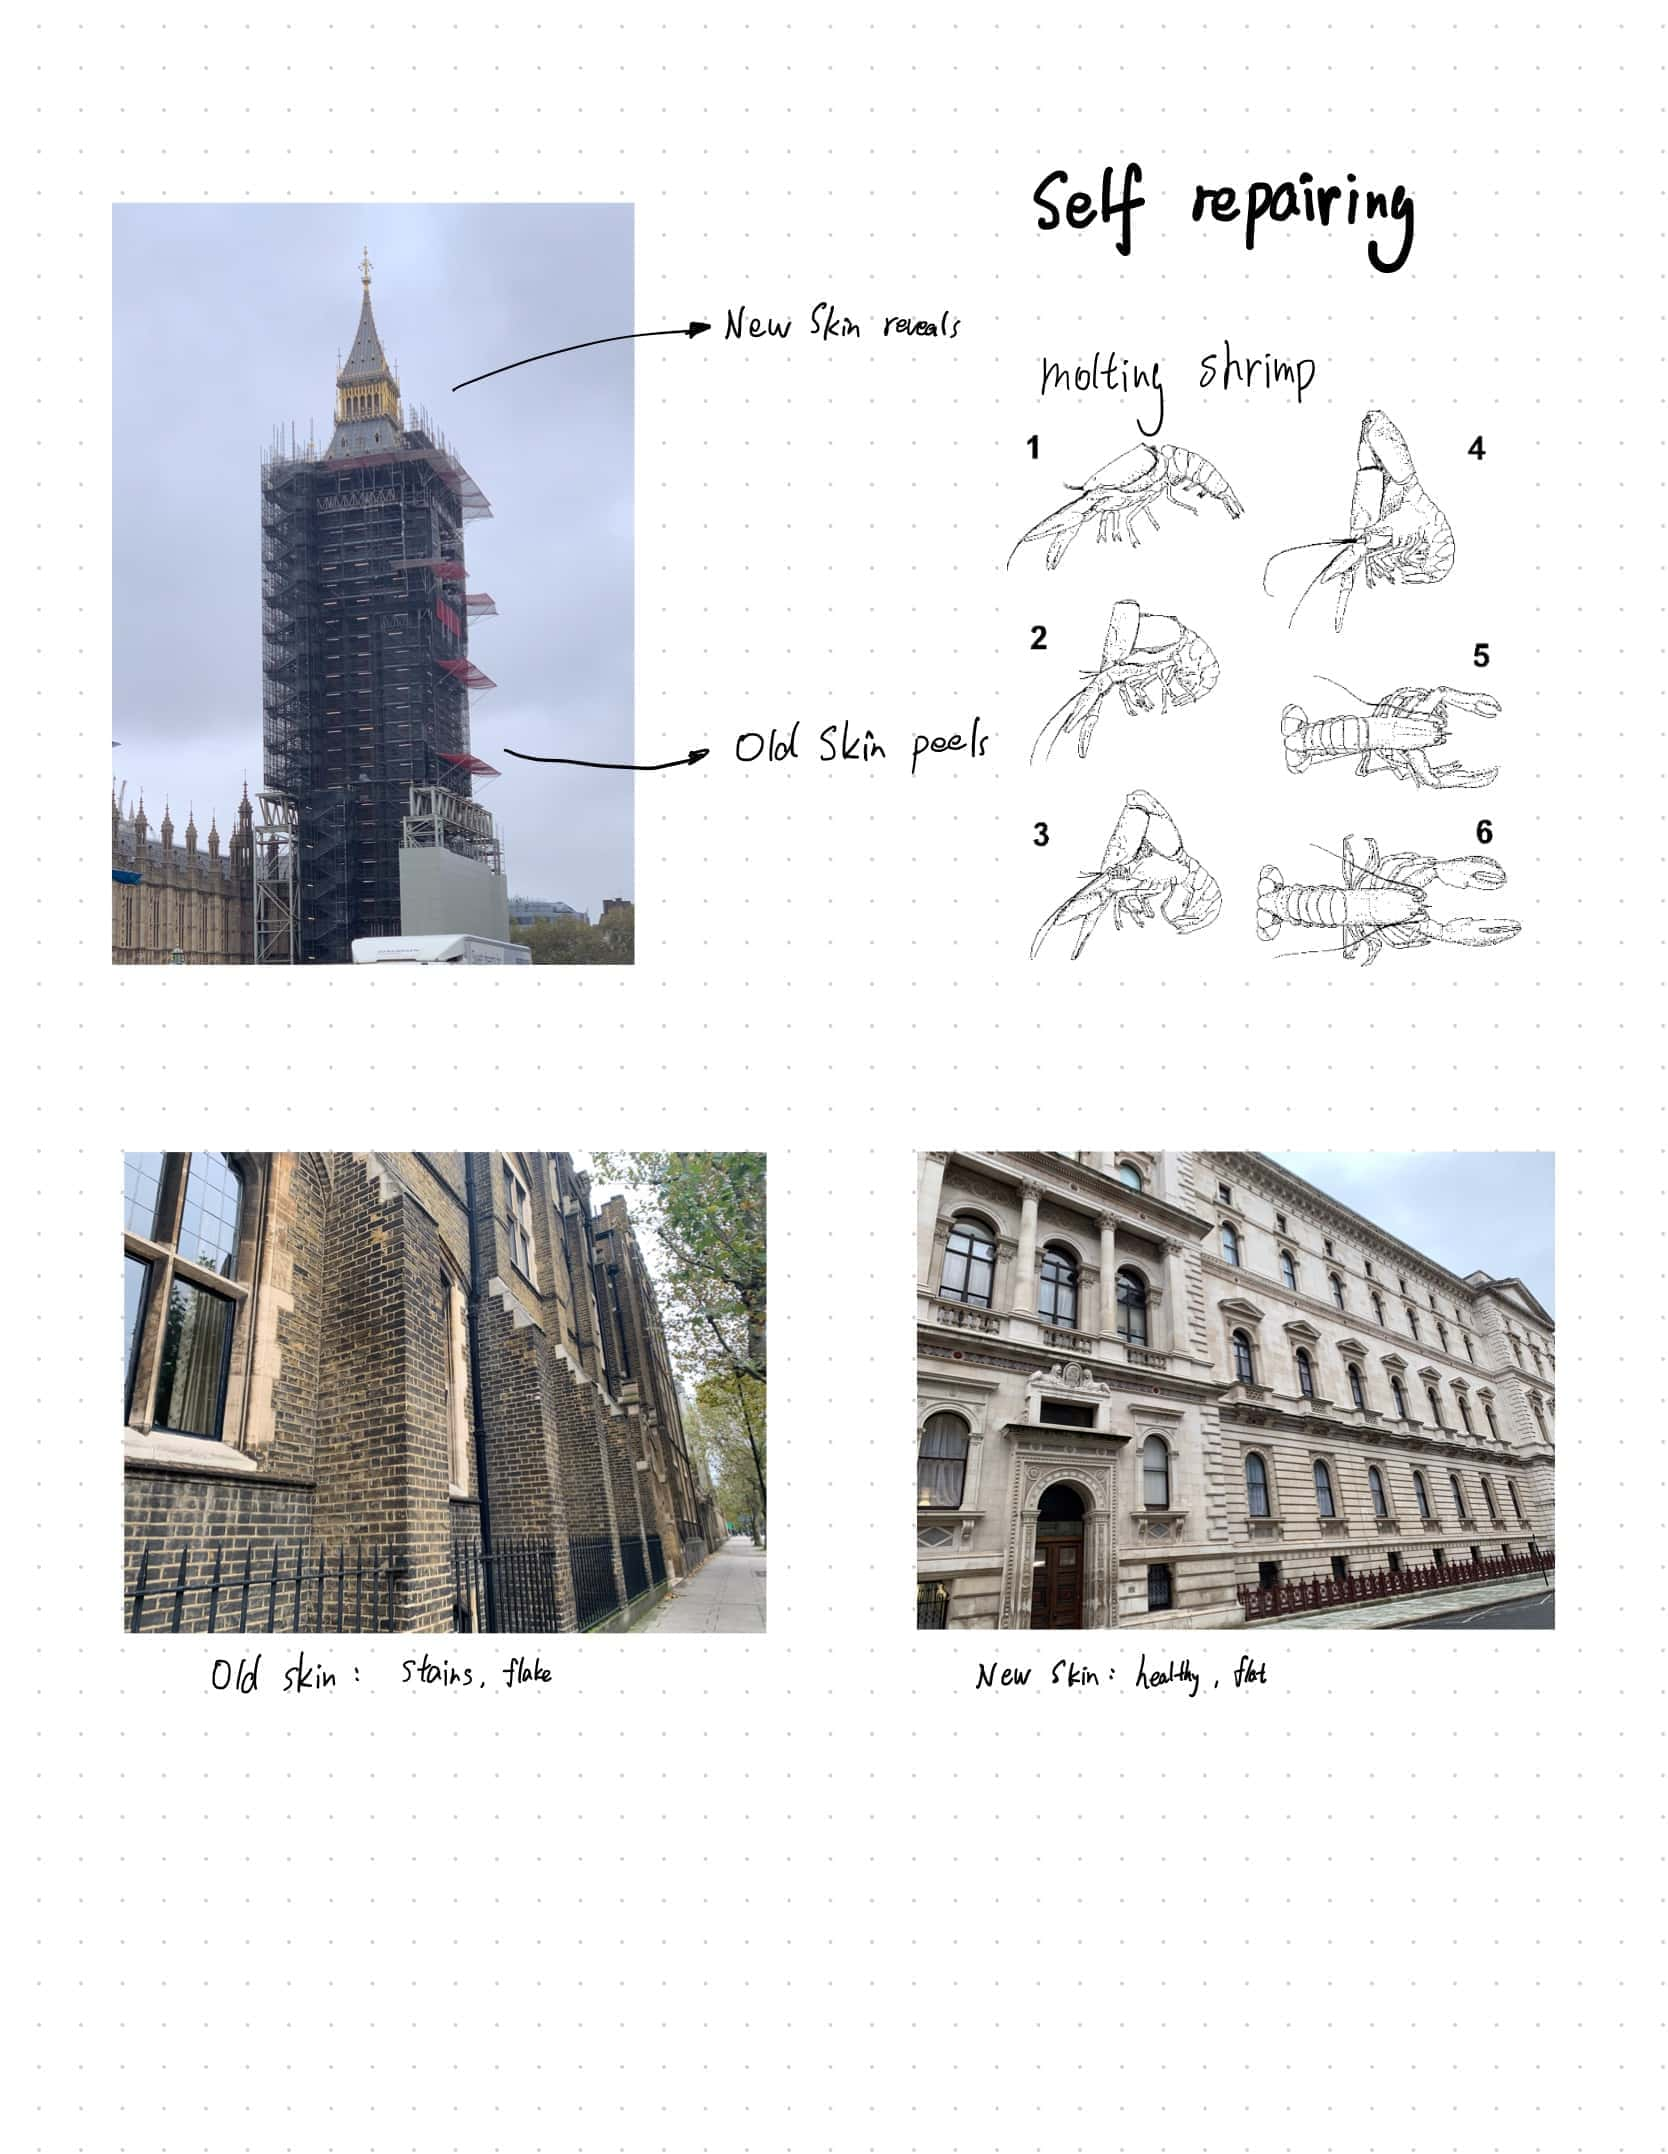 Self repairing
New Skin reveals
molting shrimp
1
4
2
5
Old Skin peels
3
6
Old skin: stains, flake
New Skin: healthy, flat